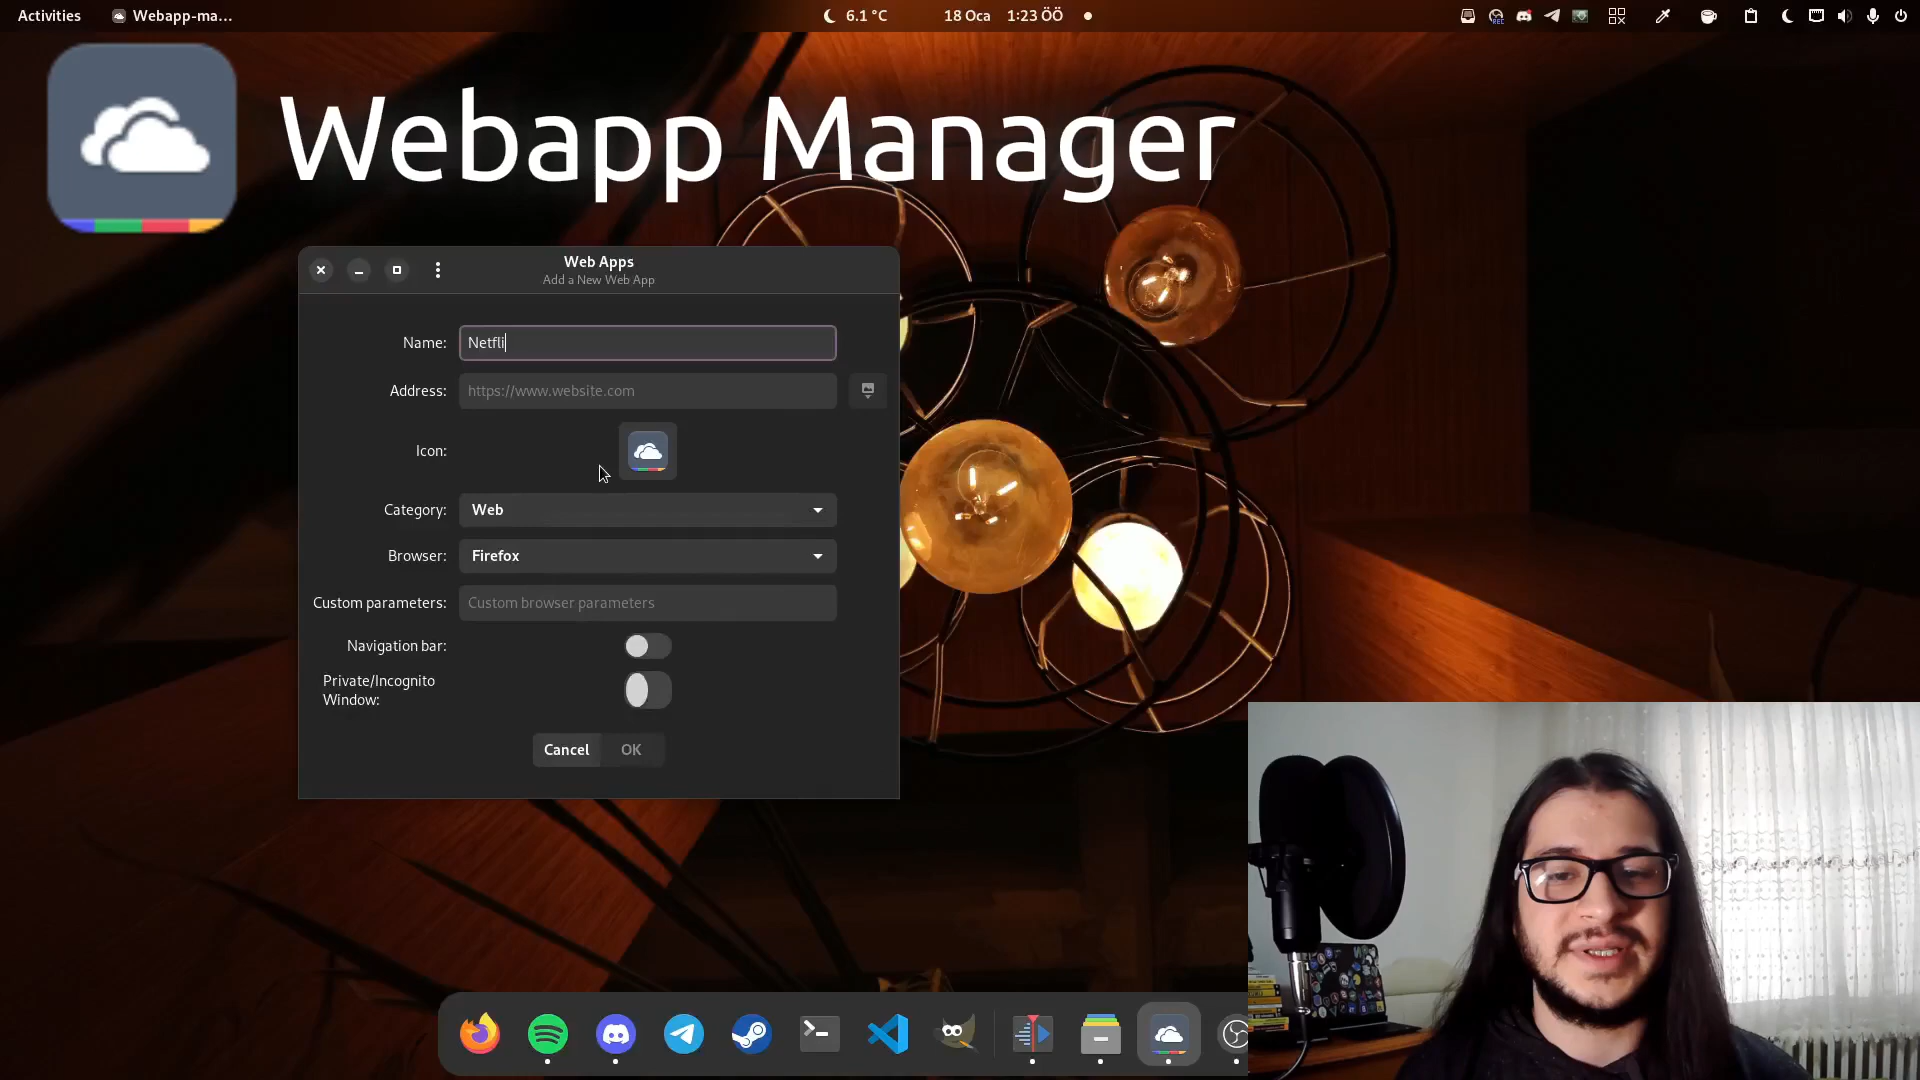 Activities
Webapp-ma...
6.1 °C
18 Oca 1:23 ÖÖ
REC
Webapp Manager
Web Apps
Add a New Web App
Name: Netfli
Address: https://www.website.com
Icon:
Category: Web
Browser: Firefox
Custom parameters: Custom browser parameters
Navigation bar:
Private/Incognito
Window:
Cancel OK